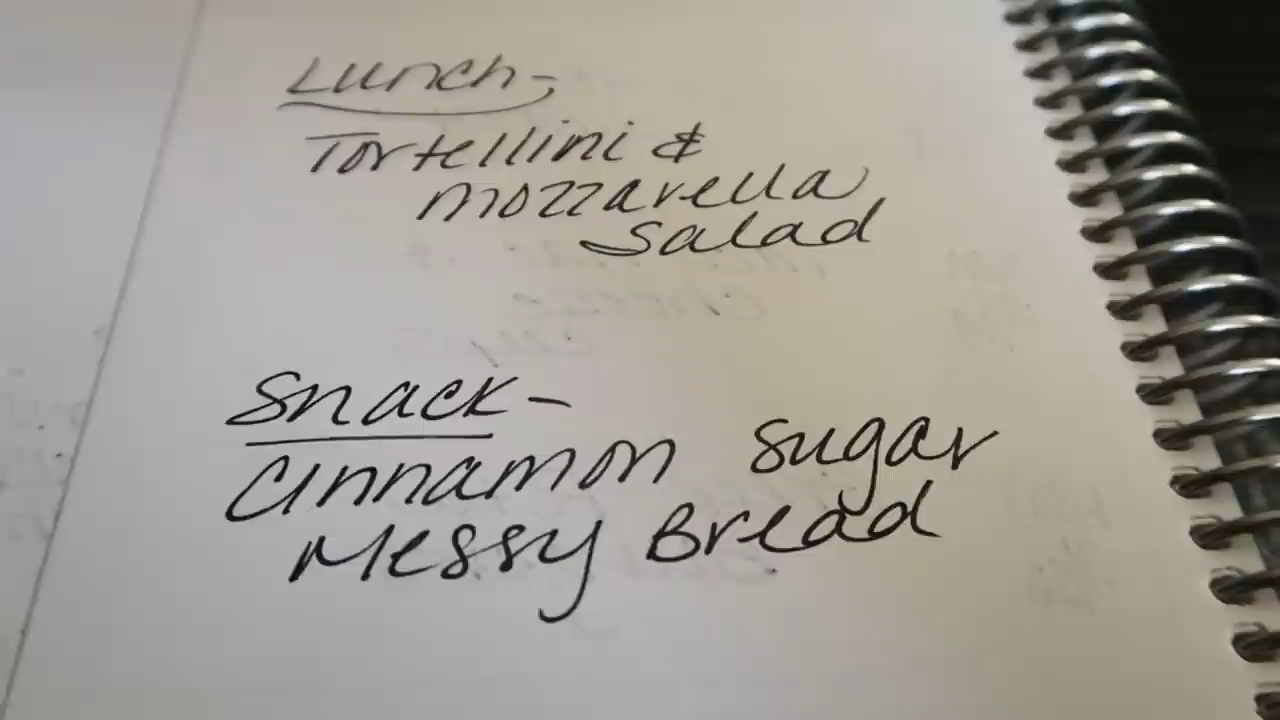 Lunch-
Tortellini &
mozzarella
salad
Snack-
Cinnamon sugar
Messy Bread